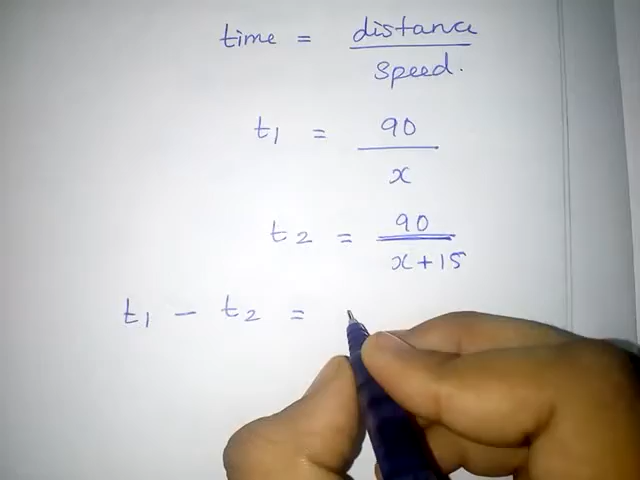 time = distance / speed.
t1 = 90 / x
t2 = 90 / x+15
t1 - t2 =